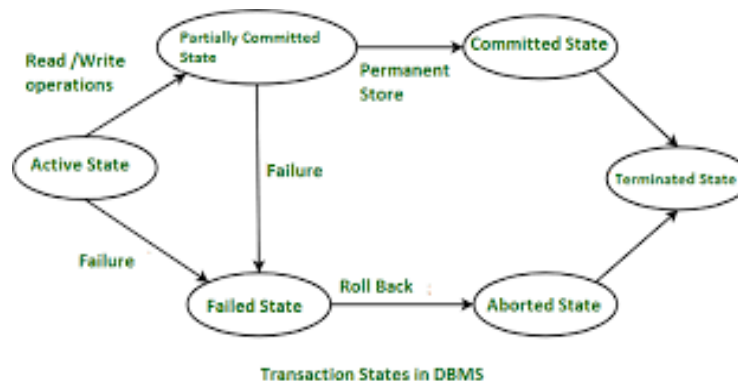 Partially Committed
State
Committed State
Read /Write
operations
Permanent
Store
Active State
Failure
Terminated State
Failure
Roll Back
Failed State
Aborted State
Transaction States in DBMS